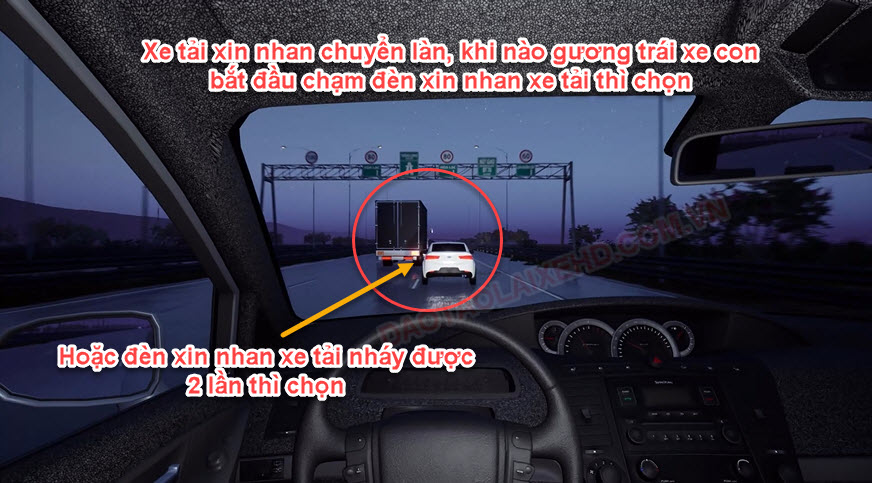 Xe tải xin nhan chuyển làn, khi nào gương trái xe con
bắt đầu chạm đèn xin nhan xe tải thì chọn
80
60
DAOTAOLAIXEHD.COM.VN
Hoặc đèn xin nhan xe tải nháy được
2 lần thì chọn